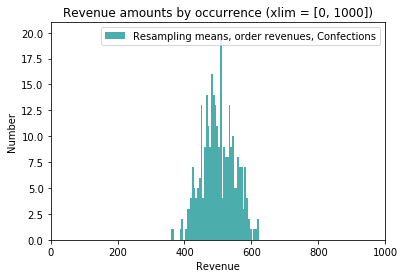 Revenue amounts by occurrence (xlim = [0, 1000])
Resampling means, order revenues, Confections
20.0
17.5
15.0
12.5
10.0
7.5
5.0
2.5
0.0
Number
0 200 400 600 800 1000
Revenue